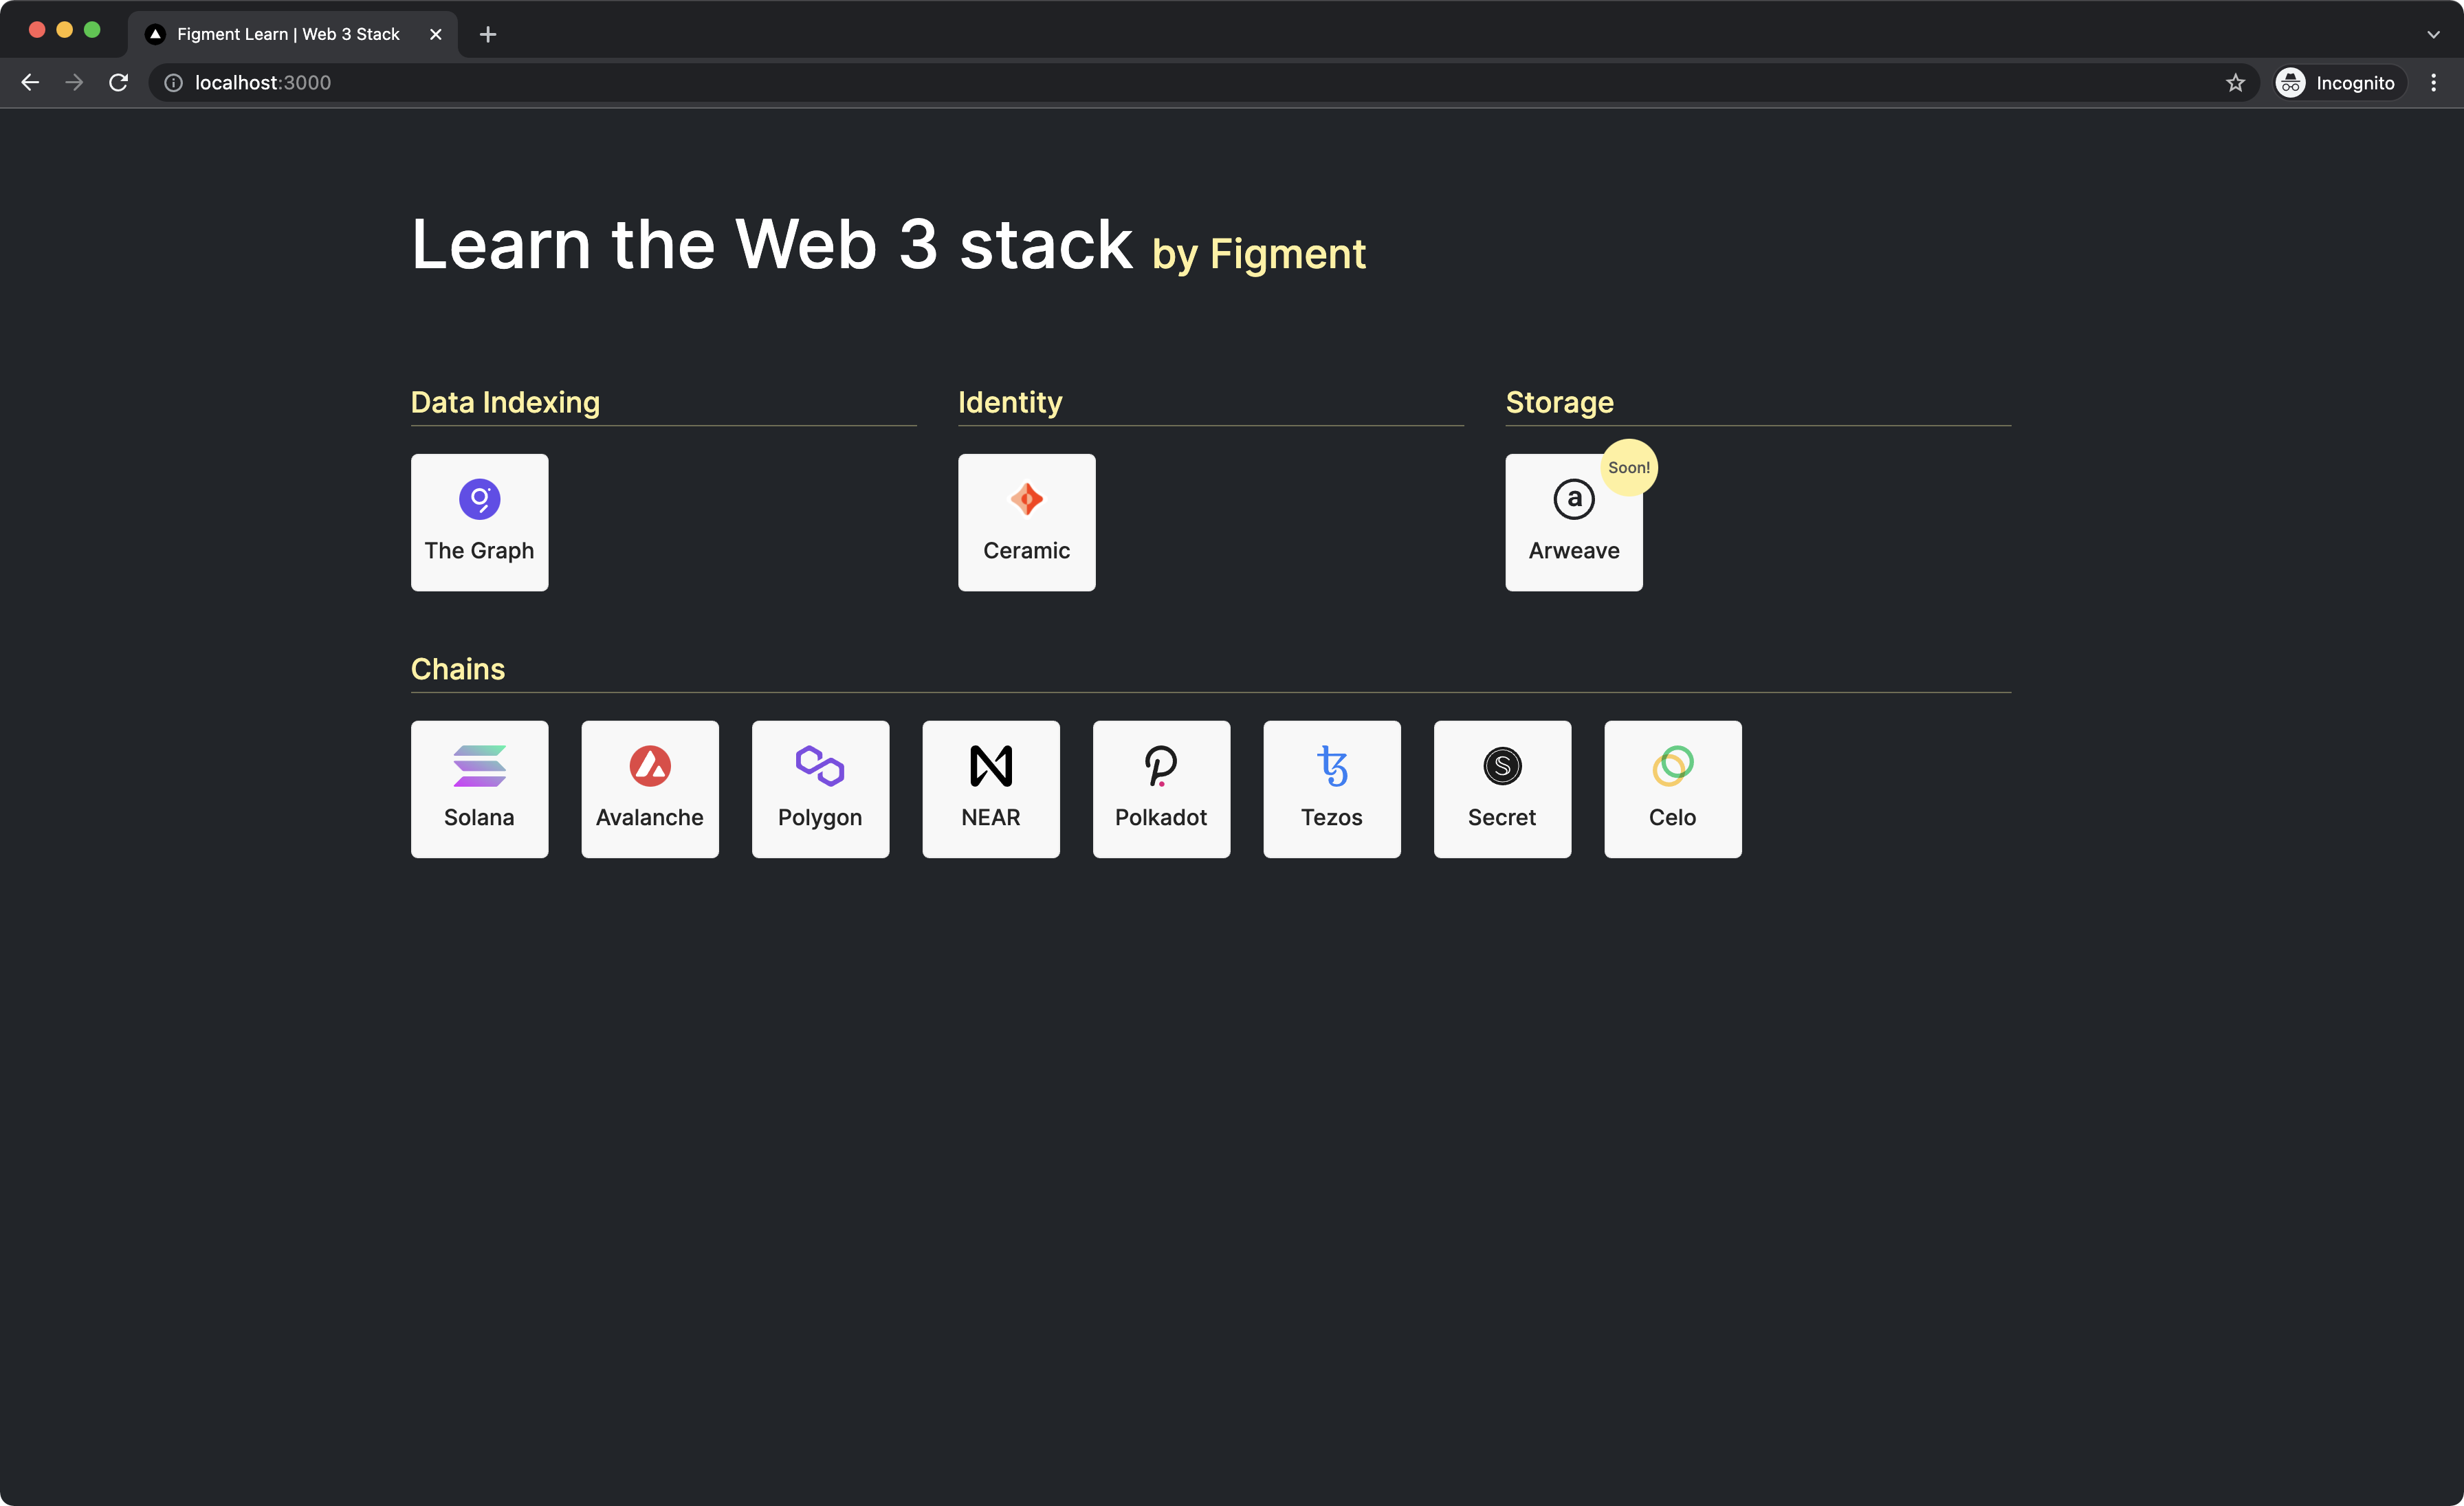 Figment Learn | Web 3 Stack
localhost:3000
Incognito
Learn the Web 3 stack by Figment
Data Indexing
The Graph
Identity
Ceramic
Storage
Soon!
a
Arweave
Chains
Solana
Avalanche
Polygon
NEAR
Polkadot
Tezos
S
Secret
Celo